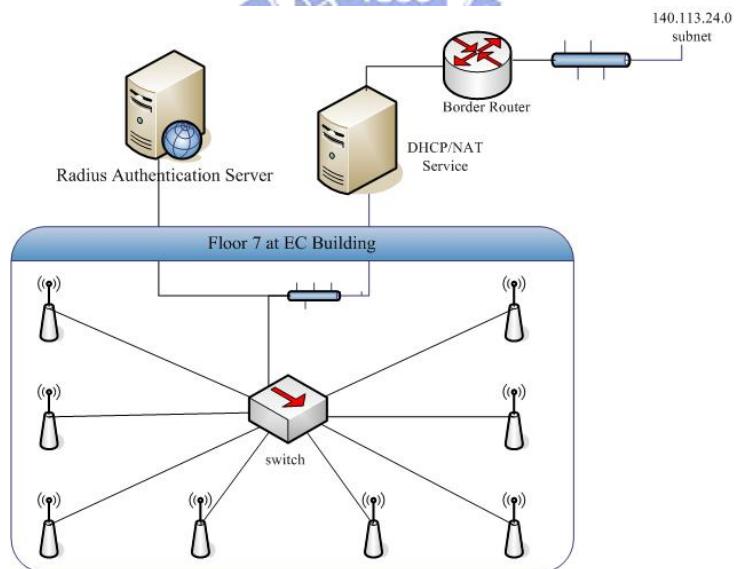 140.113.24.0
subnet
Border Router
DHCP/NAT
Service
Radius Authentication Server
Floor 7 at EC Building
switch